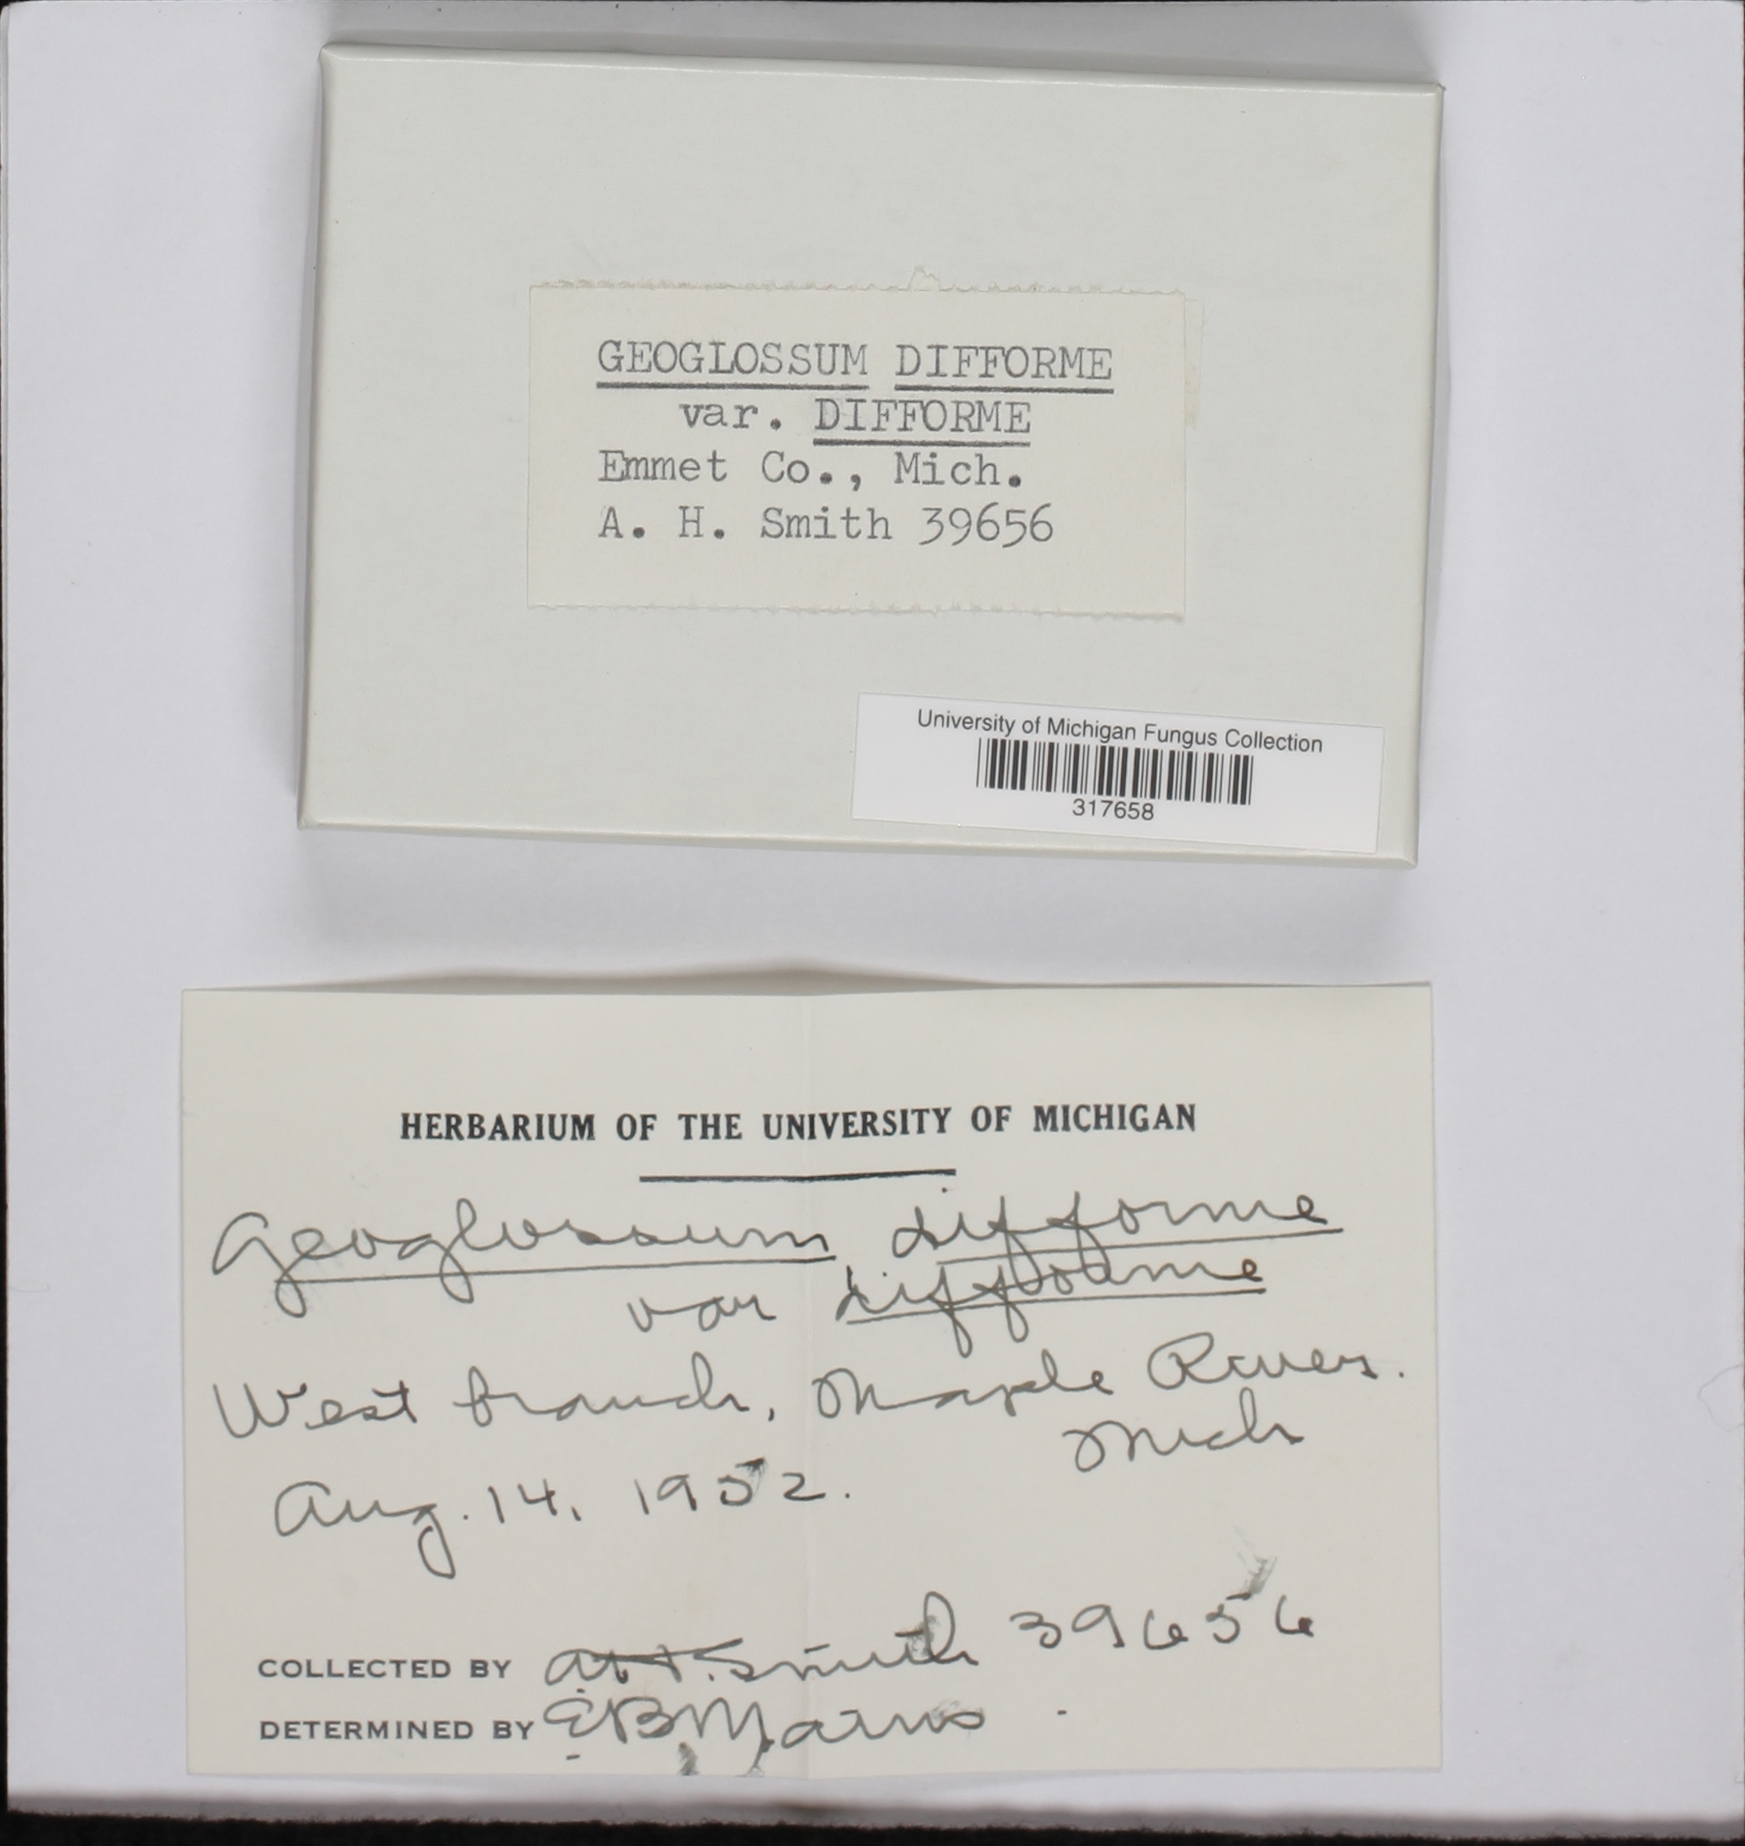 GEOGLOSSUM DIFFORME
var. DIFFORME
Emmet Co., Mich.
A. H. Smith 39656
University of Michigan Fungus Collection
317658
HERBARIUM OF THE UNIVERSITY OF MICHIGAN
Geoglossum difforme
var difforme
West branch, Maple River.
Mich
Aug. 14, 1952.
COLLECTED BY AH. Smith 39656
DETERMINED BY E.B. Mains